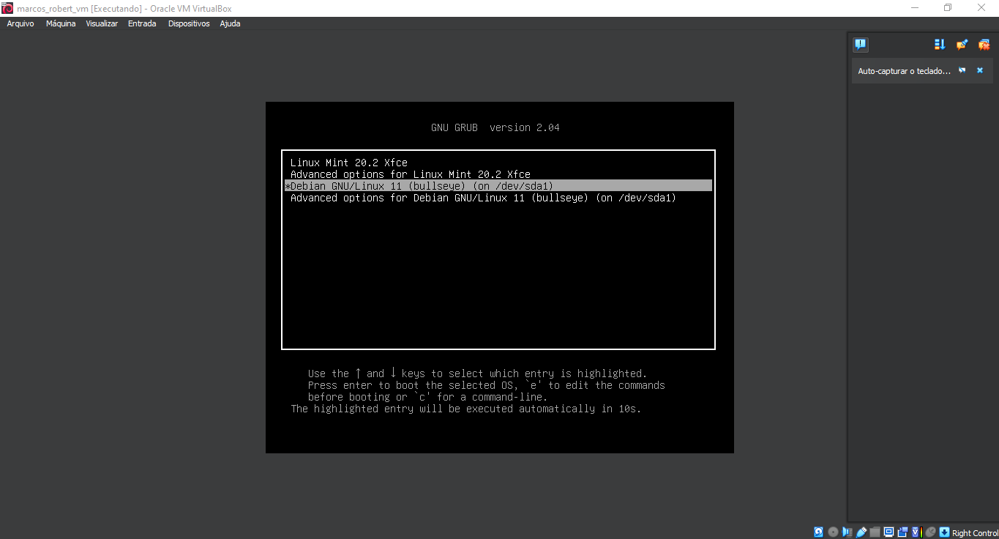 marcos_robert_vm [Executando] - Oracle VM VirtualBox
Arquivo Máquina Visualizar Entrada Dispositivos Ajuda
Auto-capturar o teclado...
GNU GRUB  version 2.04
Linux Mint 20.2 Xfce
Advanced options for Linux Mint 20.2 Xfce
*Debian GNU/Linux 11 (bullseye) (on /dev/sda1)
Advanced options for Debian GNU/Linux 11 (bullseye) (on /dev/sda1)
Use the ↑ and ↓ keys to select which entry is highlighted.
Press enter to boot the selected OS, `e' to edit the commands
before booting or `c' for a command-line.
The highlighted entry will be executed automatically in 10s.
Right Control